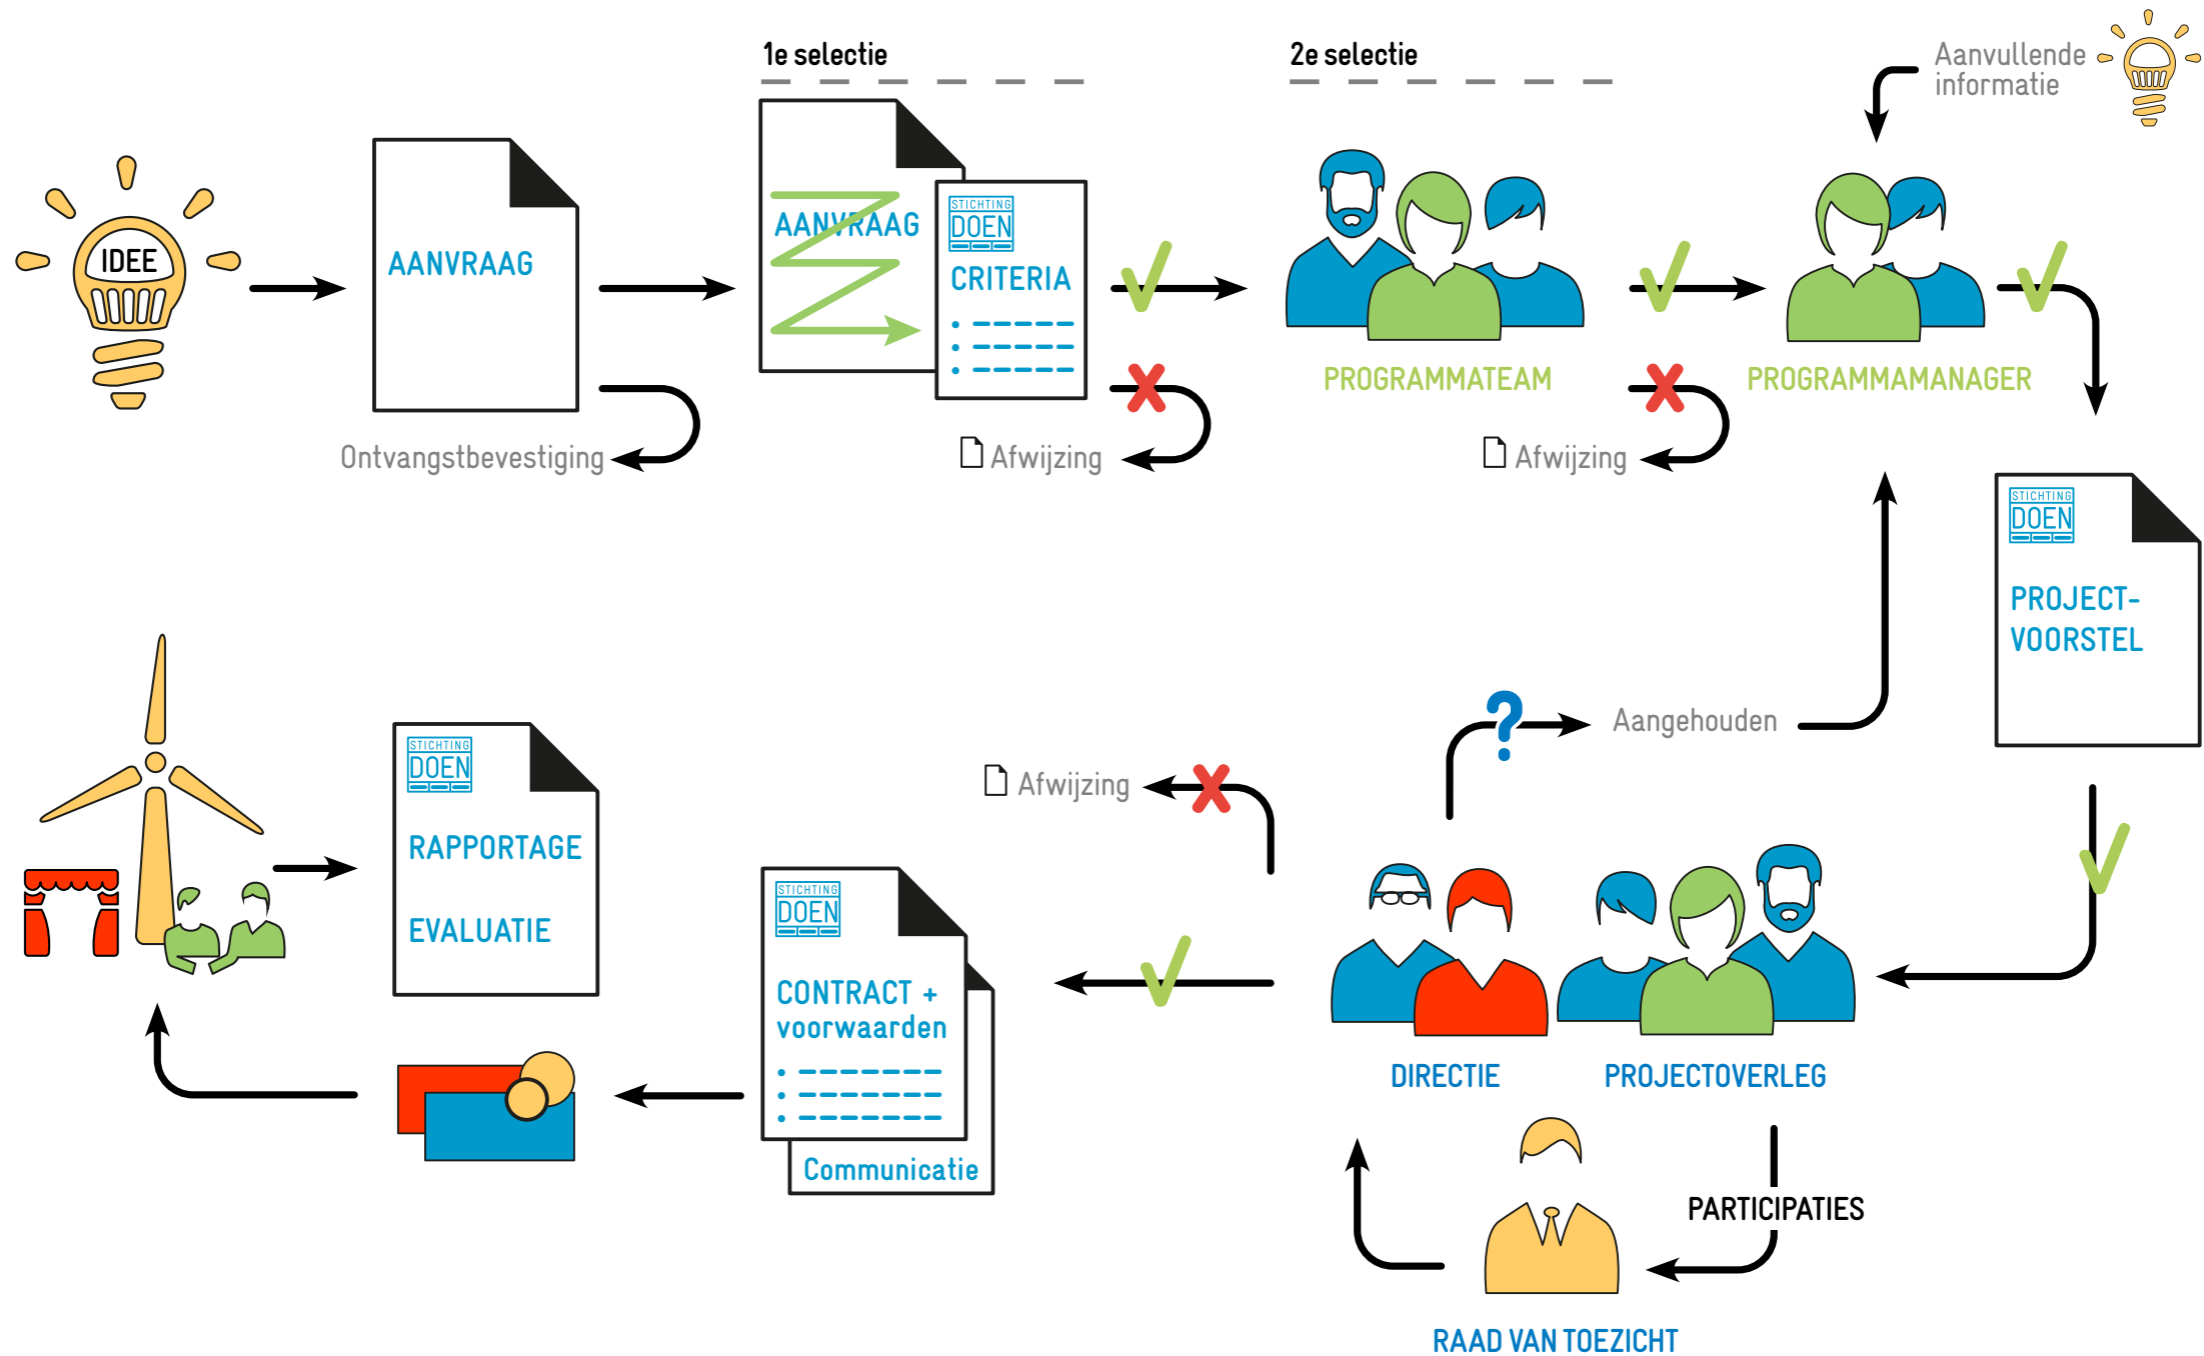 1e selectie
2e selectie
Aanvullende
informatie
IDEE
AANVRAAG
AANVRAAG
STICHTING
DOEN
CRITERIA
PROGRAMMATEAM
PROGRAMMAMANAGER
Ontvangstbevestiging
Afwijzing
Afwijzing
STICHTING
DOEN
PROJECT-
VOORSTEL
Aangehouden
Afwijzing
STICHTING
DOEN
RAPPORTAGE
EVALUATIE
STICHTING
DOEN
CONTRACT +
voorwaarden
Communicatie
DIRECTIE
PROJECTOVERLEG
PARTICIPATIES
RAAD VAN TOEZICHT